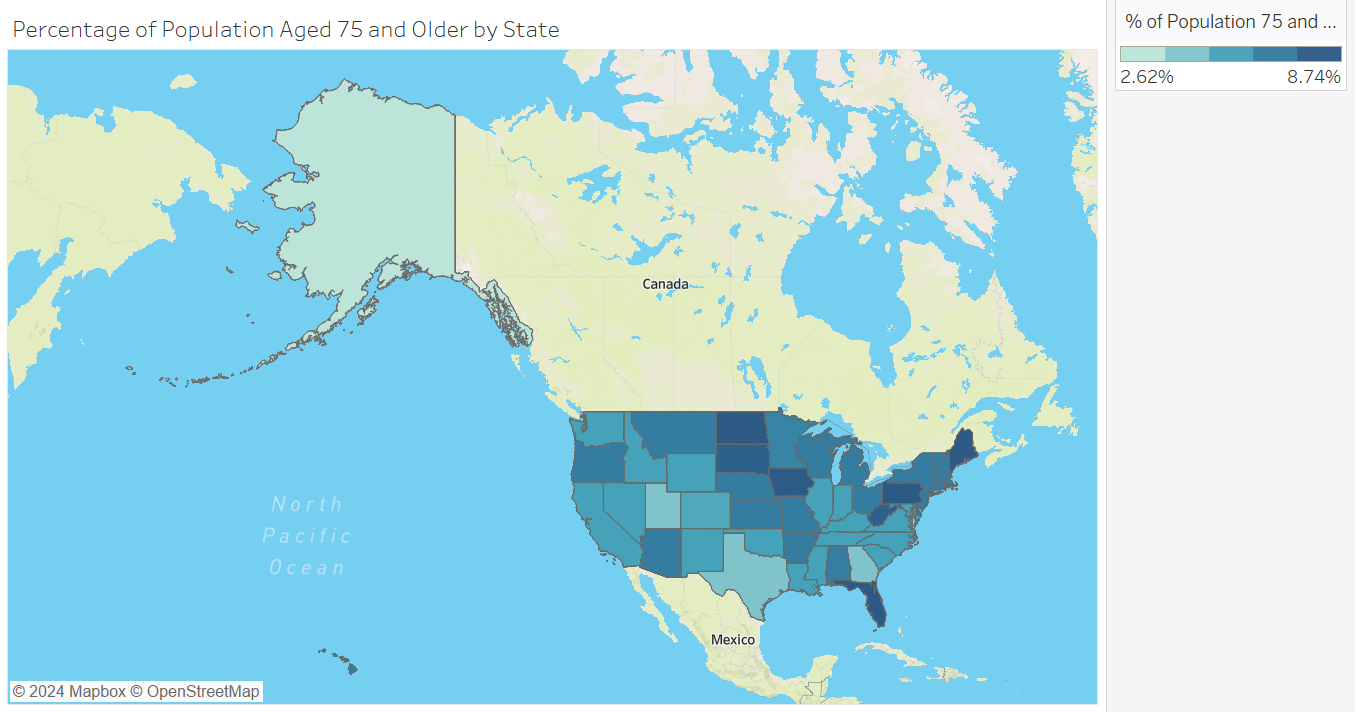 Percentage of Population Aged 75 and Older by State
% of Population 75 and ...
2.62% 8.74%
Canada
North
Pacific
Ocean
Mexico
© 2024 Mapbox © OpenStreetMap